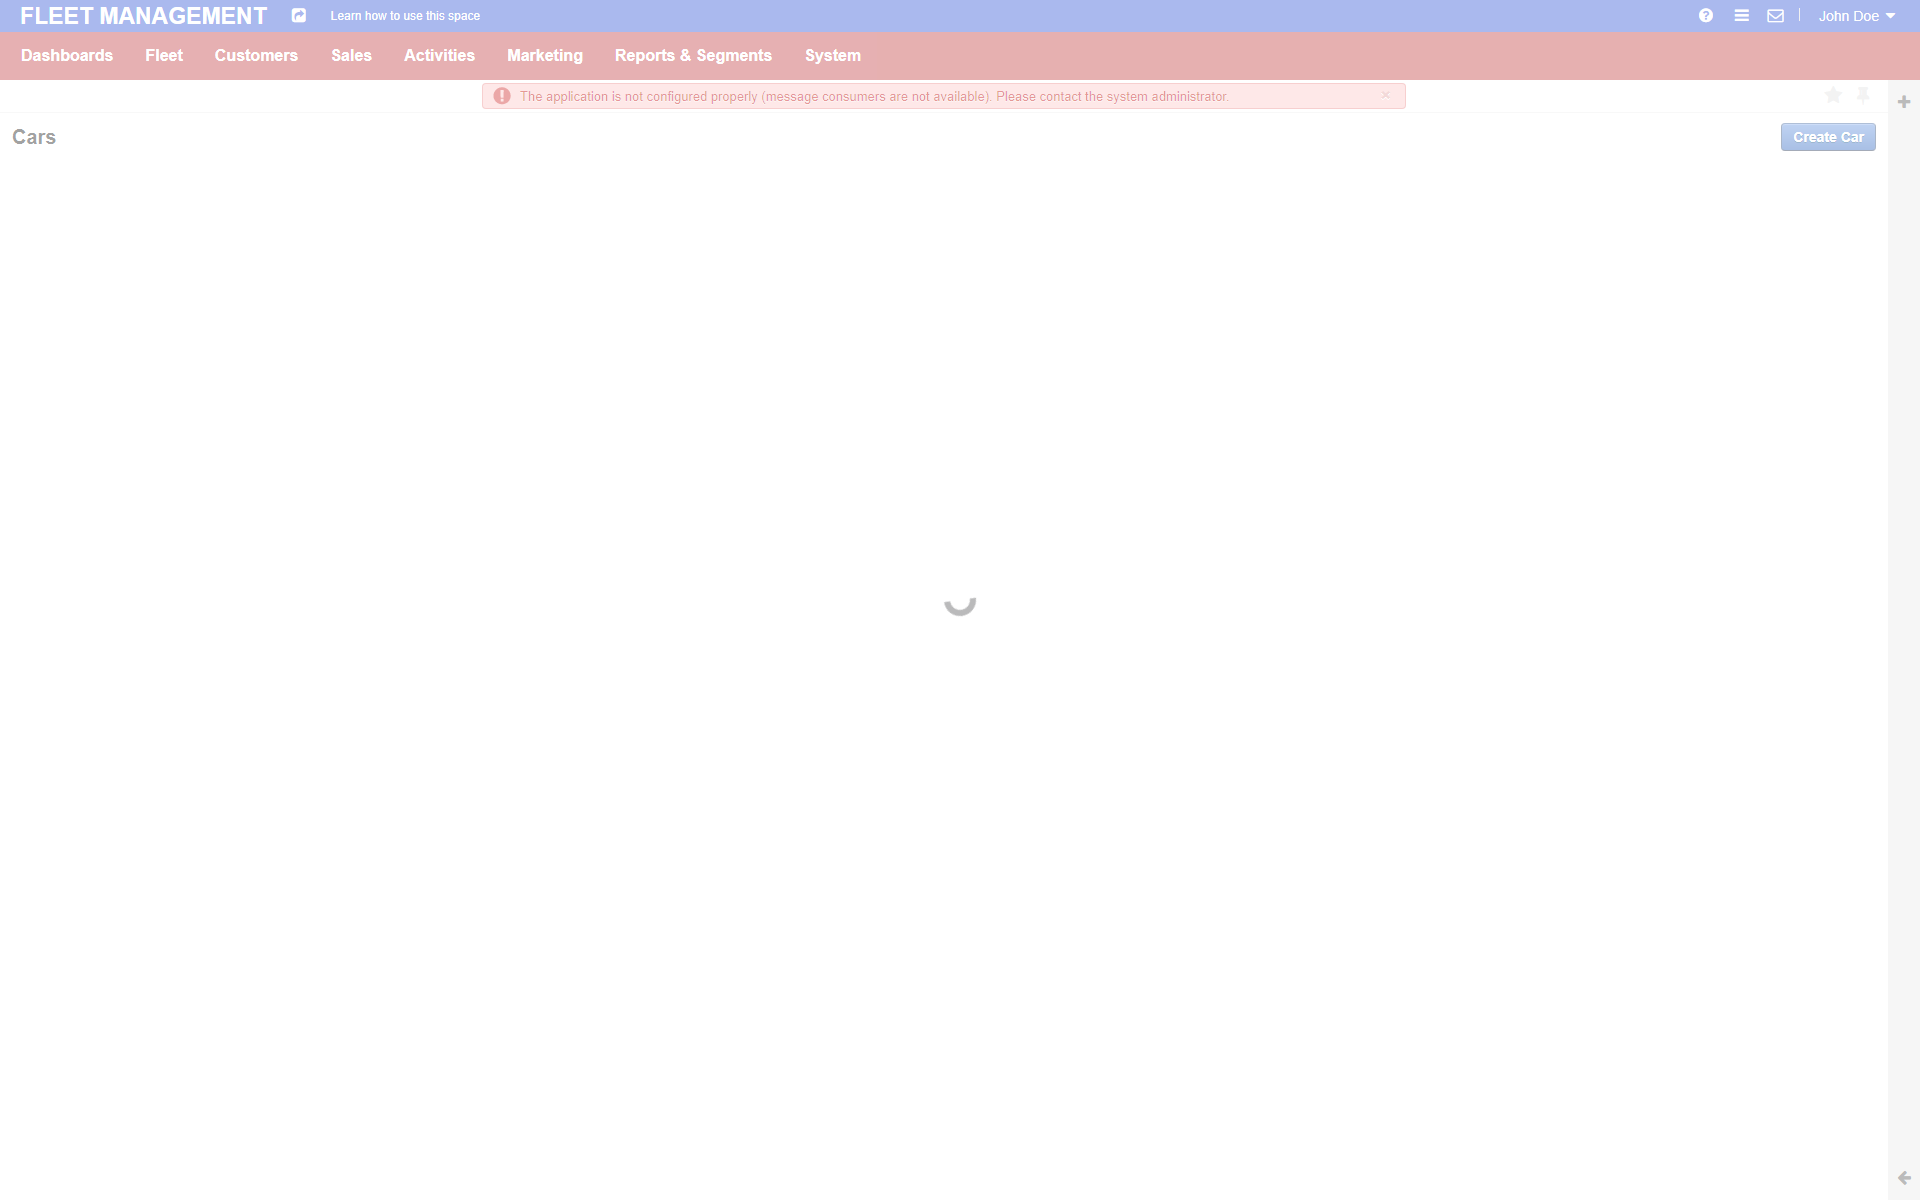 FLEET MANAGEMENT
Learn how to use this space
John Doe
Dashboards Fleet Customers Sales Activities Marketing Reports & Segments System
The application is not configured properly (message consumers are not available). Please contact the system administrator.
Cars
Create Car